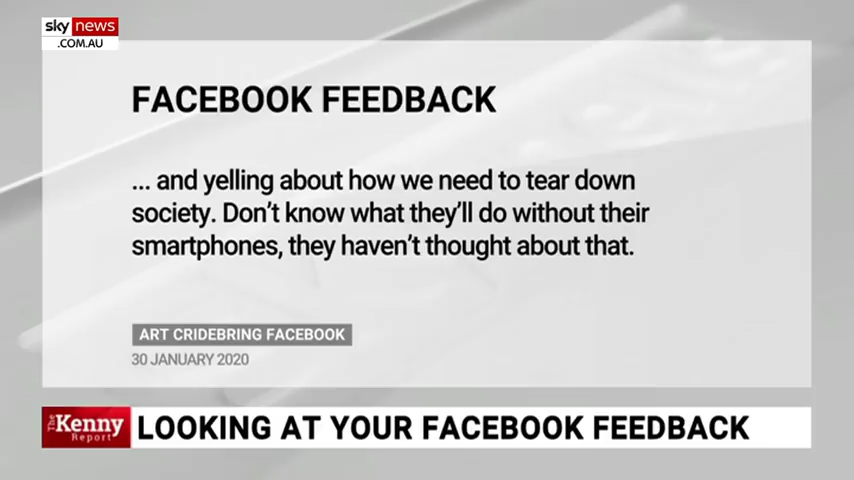 sky news
.COM.AU
FACEBOOK FEEDBACK
... and yelling about how we need to tear down
society. Don't know what they'll do without their
smartphones, they haven't thought about that.
ART CRIDEBRING FACEBOOK
30 JANUARY 2020
The Kenny Report
LOOKING AT YOUR FACEBOOK FEEDBACK